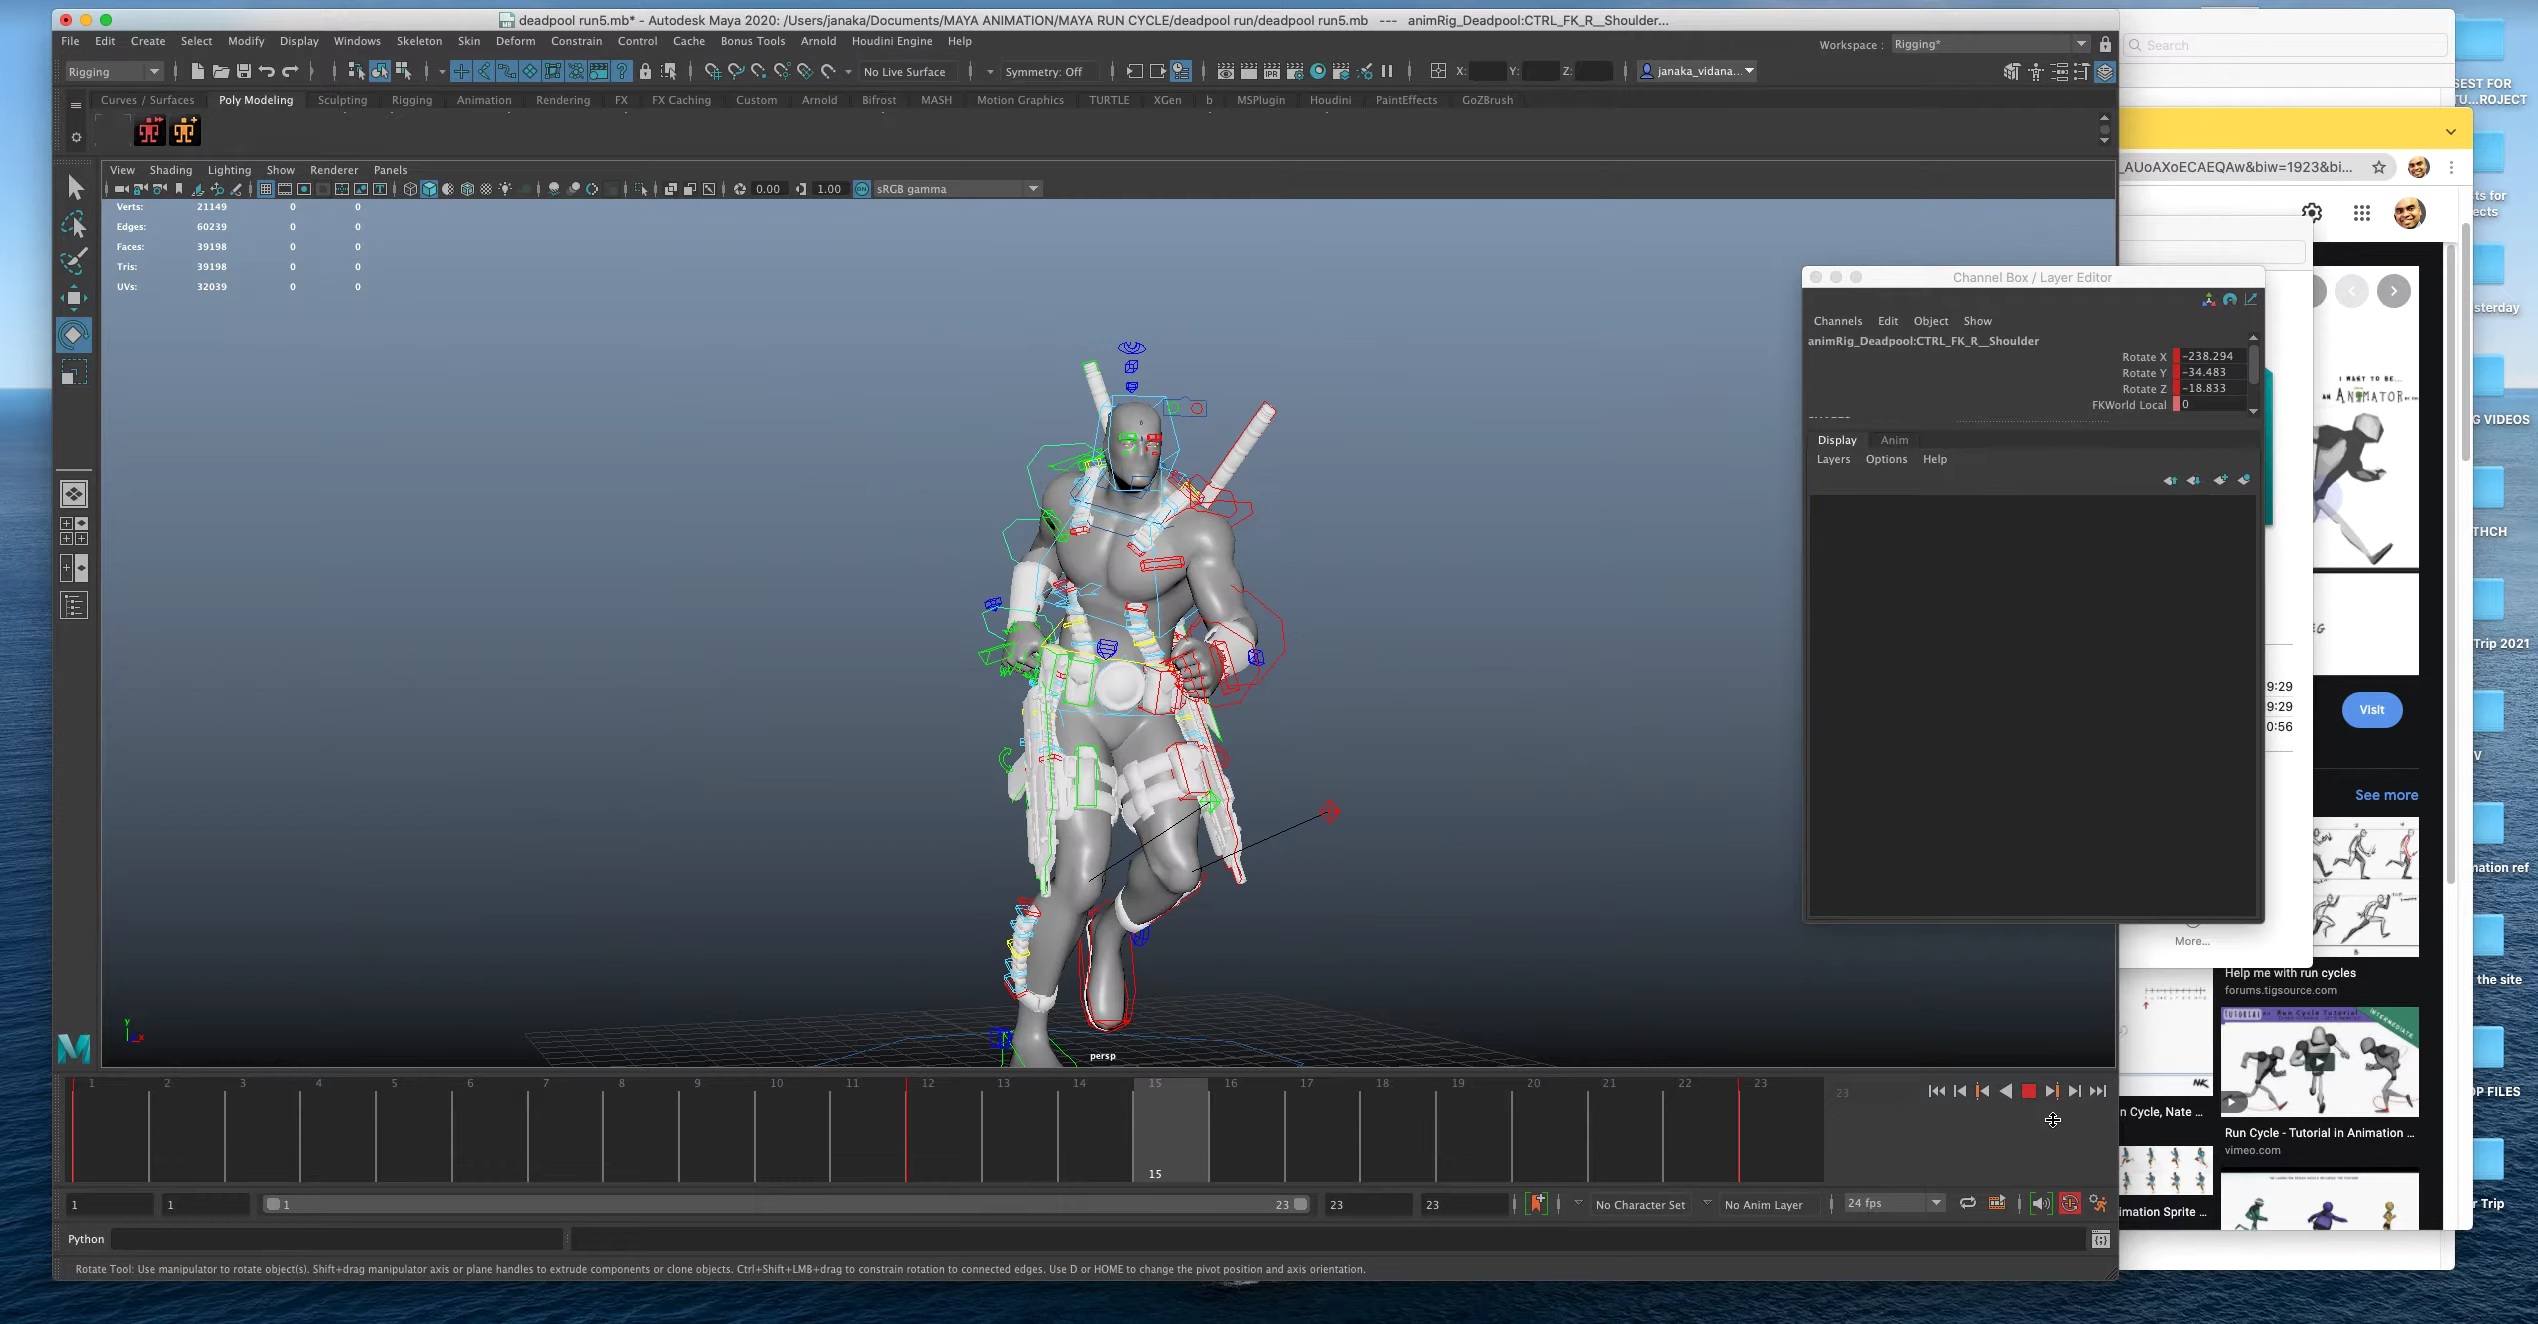 deadpool run5.mb* - Autodesk Maya 2020: /Users/janaka/Documents/MAYA ANIMATION/MAYA RUN CYCLE/deadpool run/deadpool run5.mb --- animRig_Deadpool:CTRL_FK_R__Shoulder...
File Edit Create Select Modify Display Windows Skeleton Skin Deform Constrain Control Cache Bonus Tools Arnold Houdini Engine Help
Workspace : Rigging*
Search
Rigging
No Live Surface
Symmetry: Off
X: Y: Z:
janaka_vidana...
SEST FOR
TU...ROJECT
Curves / Surfaces Poly Modeling Sculpting Rigging Animation Rendering FX FX Caching Custom Arnold Bifrost MASH Motion Graphics TURTLE XGen b MSPlugin Houdini PaintEffects GoZBrush
_AUoAXoECAEQAw&biw=1923&bi...
View Shading Lighting Show Renderer Panels
0.00 1.00 sRGB gamma
ts for
ects
Verts: 21149 0 0
Edges: 60239 0 0
Faces: 39198 0 0
Tris: 39198 0 0
UVs: 32039 0 0
Channel Box / Layer Editor
Channels Edit Object Show
animRig_Deadpool:CTRL_FK_R__Shoulder
Rotate X -238.294
Rotate Y -34.483
Rotate Z -18.833
FKWorld Local 0
Display Anim
Layers Options Help
sterday
I WANT TO BE...
AN ANIMATOR
G VIDEOS
THCH
Trip 2021
9:29
9:29
0:56
Visit
V
See more
ation ref
More...
Help me with run cycles
forums.tigsource.com
the site
TUTORIAL Run Cycle Tutorial
INTERMEDIATE
NK
OP FILES
n Cycle, Nate ...
Run Cycle - Tutorial in Animation ...
vimeo.com
imation Sprite ...
r Trip
y
x
persp
1 2 3 4 5 6 7 8 9 10 11 12 13 14 15 16 17 18 19 20 21 22 23
23
15
1 1 1 23 23 23
No Character Set
No Anim Layer
24 fps
Python
Rotate Tool: Use manipulator to rotate object(s). Shift+drag manipulator axis or plane handles to extrude components or clone objects. Ctrl+Shift+LMB+drag to constrain rotation to connected edges. Use D or HOME to change the pivot position and axis orientation.